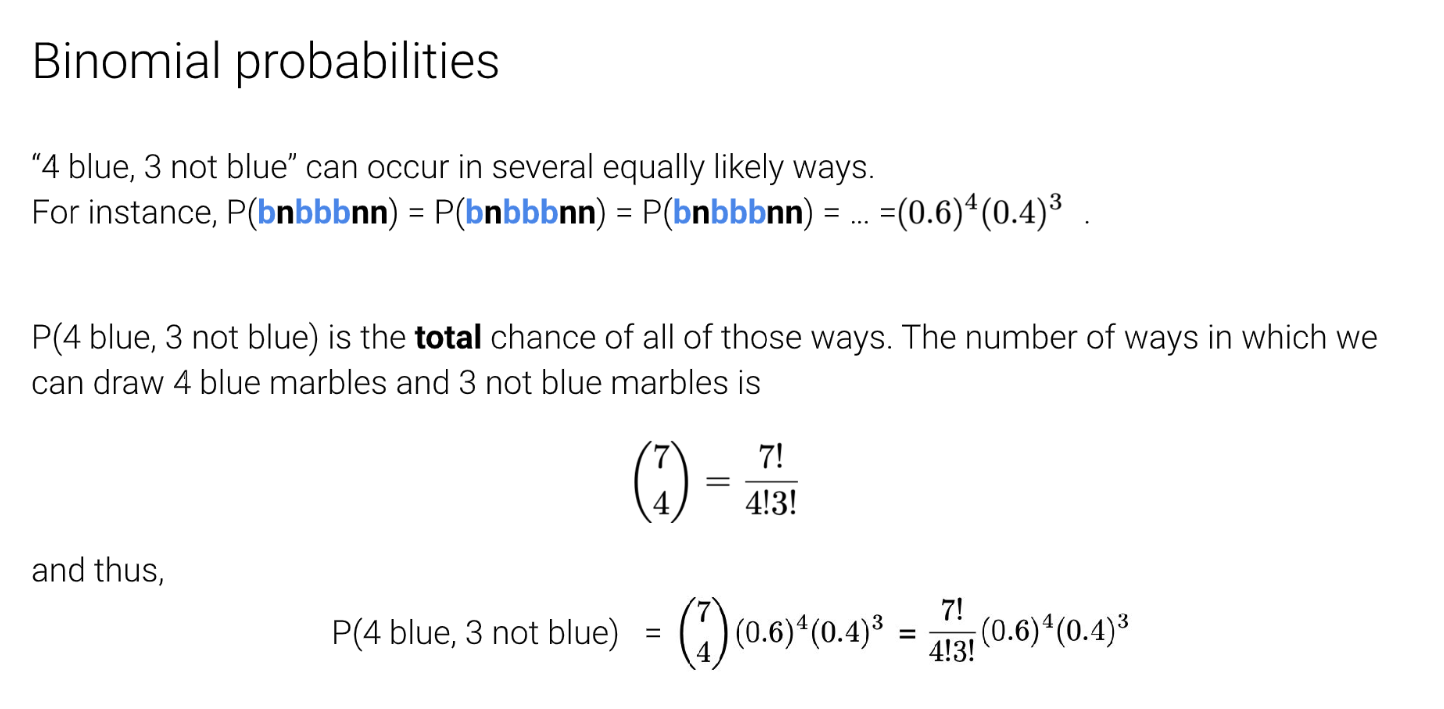 Binomial probabilities
“4 blue, 3 not blue” can occur in several equally likely ways.
For instance, P(bnbbbnn) = P(bnbbbnn) = P(bnbbbnn) = ... =(0.6)⁴(0.4)³ .
P(4 blue, 3 not blue) is the total chance of all of those ways. The number of ways in which we
can draw 4 blue marbles and 3 not blue marbles is
(7 4) = 7! / 4!3!
and thus,
P(4 blue, 3 not blue) = (7 4)(0.6)⁴(0.4)³ = 7! / 4!3! (0.6)⁴(0.4)³